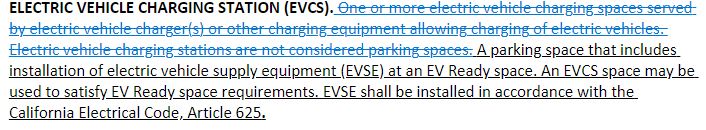 ELECTRIC VEHICLE CHARGING STATION (EVCS). One or more electric vehicle charging spaces served
by electric vehicle charger(s) or other charging equipment allowing charging of electric vehicles.
Electric vehicle charging stations are not considered parking spaces. A parking space that includes
installation of electric vehicle supply equipment (EVSE) at an EV Ready space. An EVCS space may be
used to satisfy EV Ready space requirements. EVSE shall be installed in accordance with the
California Electrical Code, Article 625.